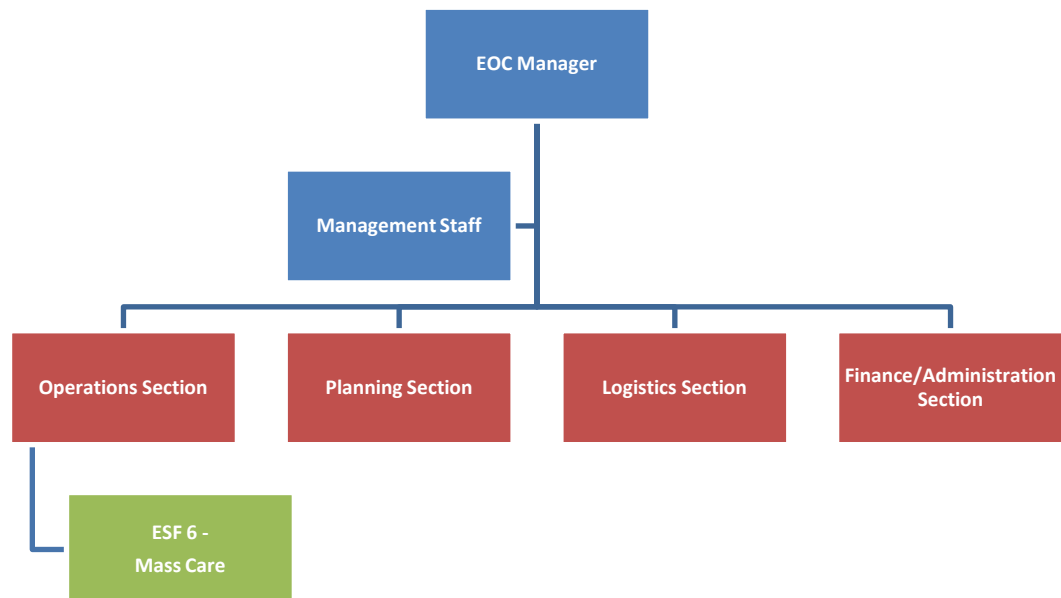 EOC Manager
Management Staff
Operations Section
Planning Section
Logistics Section
Finance/Administration
Section
ESF 6 -
Mass Care